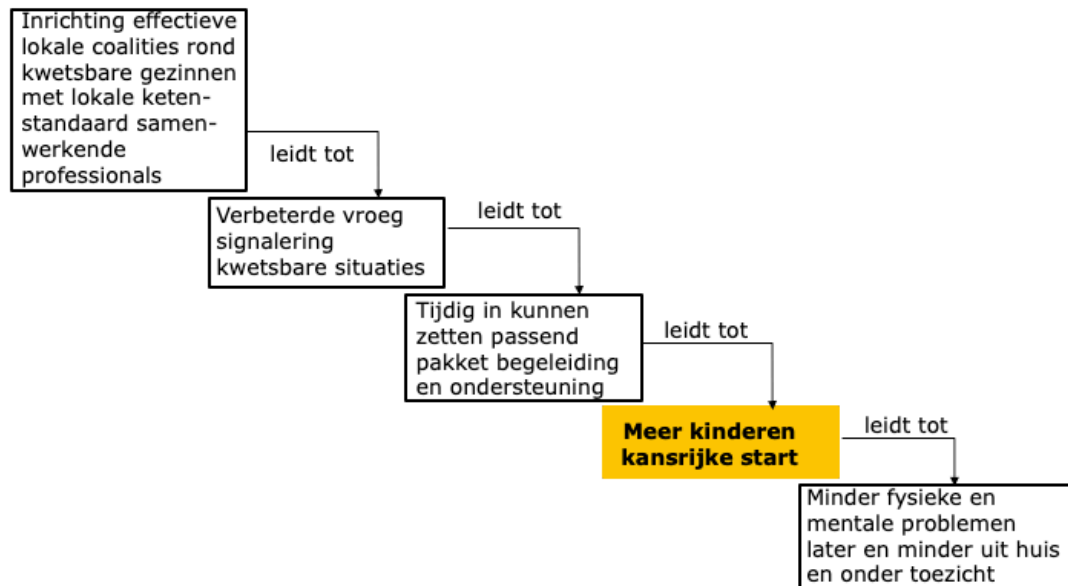 Inrichting effectieve
lokale coalities rond
kwetsbare gezinnen
met lokale keten-
standaard samen-
werkende
professionals
leidt tot
Verbeterde vroeg
signalering
kwetsbare situaties
leidt tot
Tijdig in kunnen
zetten passend
pakket begeleiding
en ondersteuning
leidt tot
Meer kinderen
kansrijke start
leidt tot
Minder fysieke en
mentale problemen
later en minder uit huis
en onder toezicht